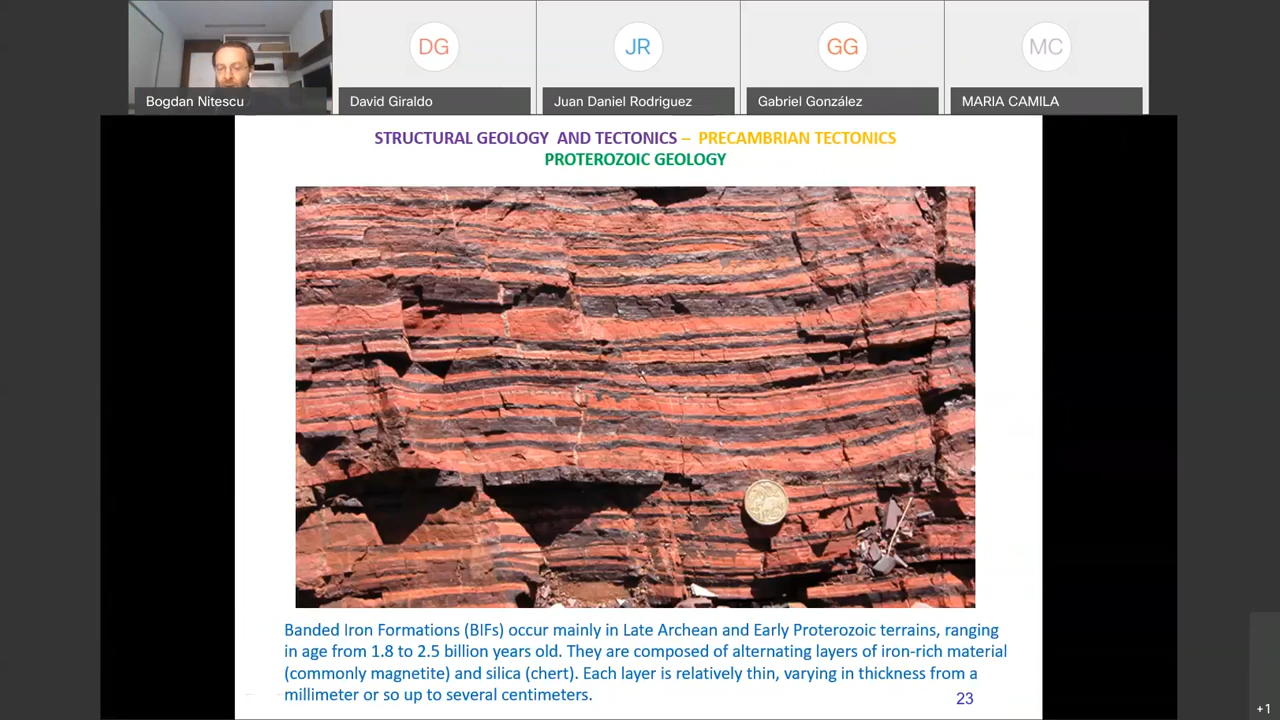 DG
JR
GG
MC
Bogdan Nitescu
David Giraldo
Juan Daniel Rodriguez
Gabriel González
MARIA CAMILA
STRUCTURAL GEOLOGY AND TECTONICS – PRECAMBRIAN TECTONICS
PROTEROZOIC GEOLOGY
Banded Iron Formations (BIFs) occur mainly in Late Archean and Early Proterozoic terrains, ranging
in age from 1.8 to 2.5 billion years old. They are composed of alternating layers of iron-rich material
(commonly magnetite) and silica (chert). Each layer is relatively thin, varying in thickness from a
millimeter or so up to several centimeters.
23
+1